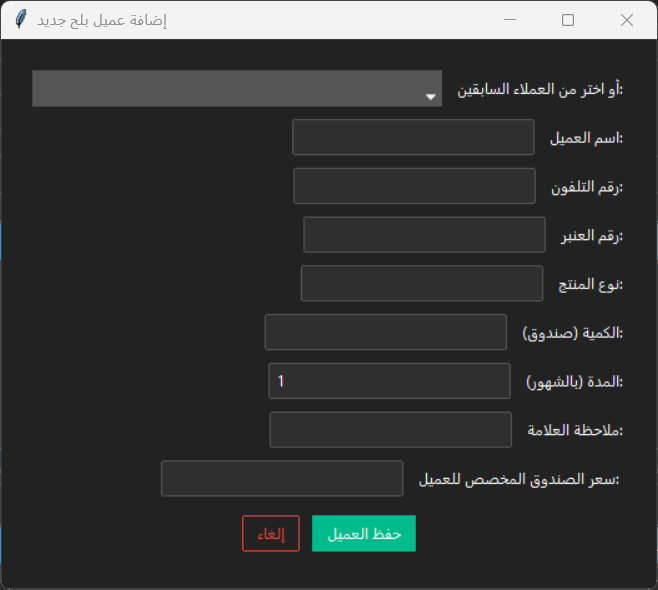 إضافة عميل بلح جديد
:أو اختر من العملاء السابقين
:اسم العميل
:رقم التلفون
:رقم العنبر
:نوع المنتج
:الكمية (صندوق)
:المدة (بالشهور)
1
:ملاحظة العلامة
:سعر الصندوق المخصص للعميل
حفظ العميل
إلغاء